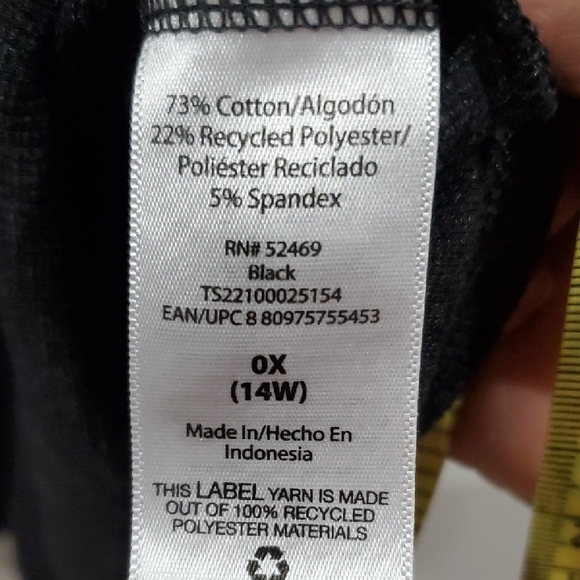 73% Cotton/Algodón
22% Recycled Polyester/
Poliéster Reciclado
5% Spandex
RN# 52469
Black
TS22100025154
EAN/UPC 8 80975755453
0X
(14W)
Made In/Hecho En
Indonesia
THIS LABEL YARN IS MADE
OUT OF 100% RECYCLED
POLYESTER MATERIALS